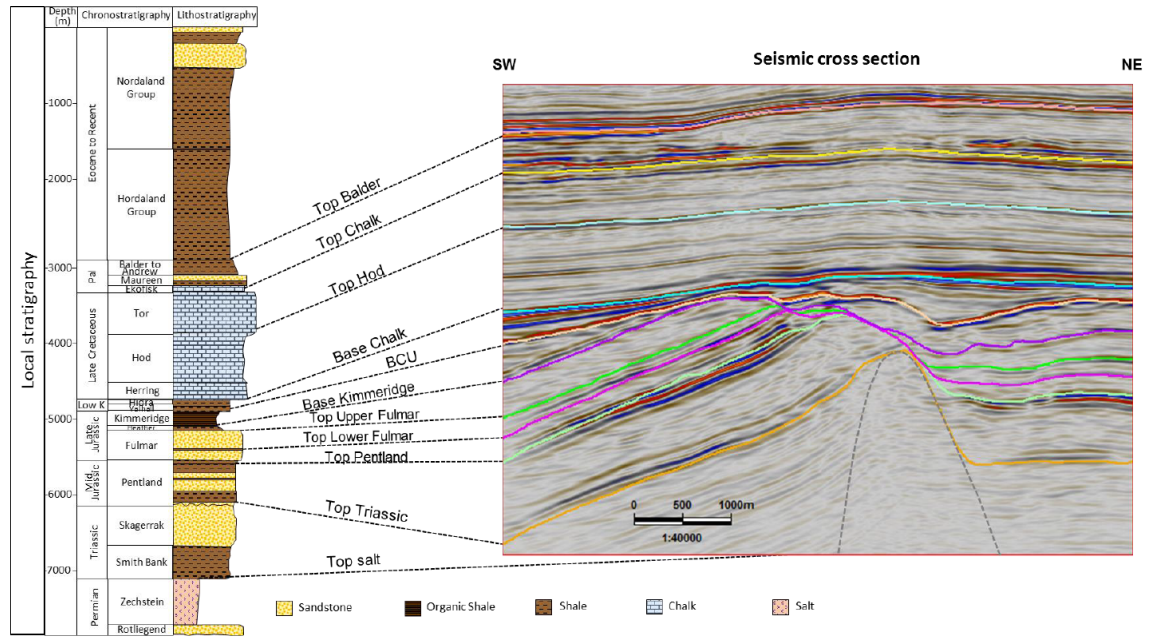 Depth
(m)
Chronostratigraphy
Lithostratigraphy
Local stratigraphy
Eocene to Recent
Pal
Late Cretaceous
Low K
Late
Jurassic
Mid
Jurassic
Triassic
Permian
-1000-
-2000-
-3000-
-4000-
-5000-
-6000-
-7000-
Nordaland
Group
Hordaland
Group
Balder to
Andrew
Maureen
Ekofisk
Tor
Hod
Herring
Kimmeridge
Fulmar
Pentland
Skagerrak
Smith Bank
Zechstein
Rotliegend
Top Balder
Top Chalk
Top Hod
Base Chalk
BCU
Base Kimmeridge
Top Upper Fulmar
Top Lower Fulmar
Top Pentland
Top Triassic
Top salt
Seismic cross section
SW
NE
0 500 1000m
1:40000
Sandstone
Organic Shale
Shale
Chalk
Salt